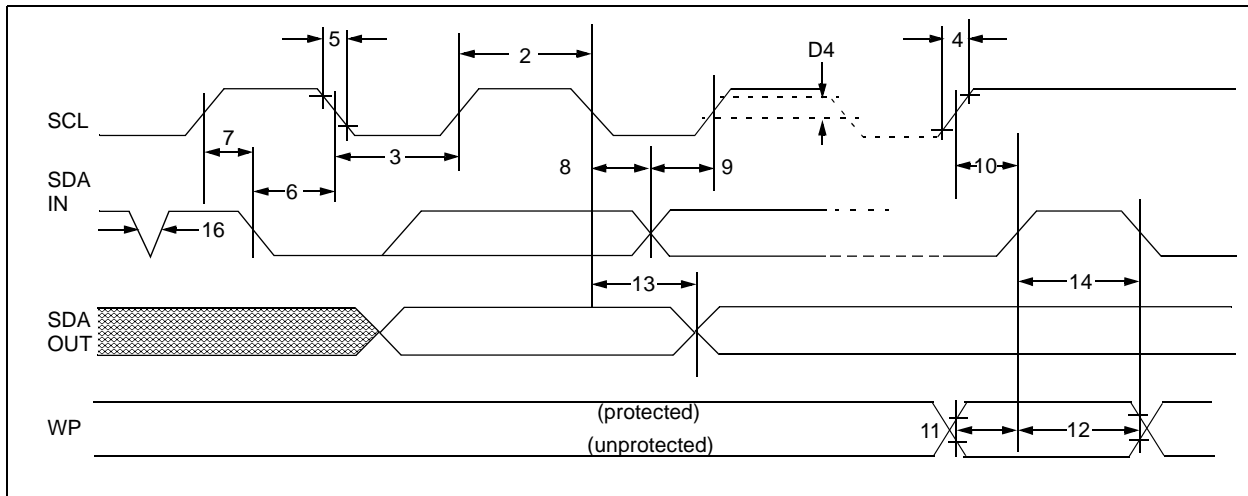 5
2
D4
4
SCL
7
3
8
9
10
SDA
IN
6
16
13
14
SDA
OUT
WP
(protected)
(unprotected)
11
12